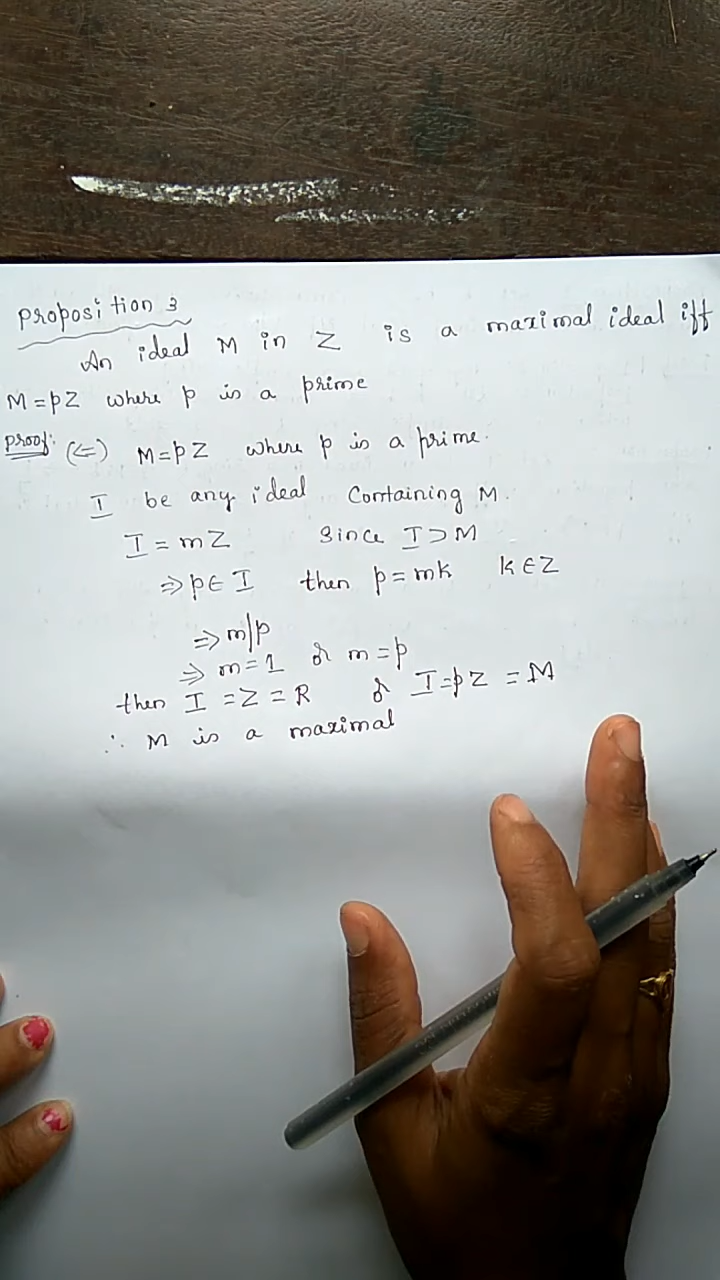 Proposition 3
An ideal M in Z is a maximal ideal iff
M = pZ where p is a prime
Proof: (⇐) M = pZ where p is a prime.
I be any ideal Containing M.
I = mZ Since I ⊃ M
⇒ p ∈ I then p = mk k ∈ Z
⇒ m/p
⇒ m = 1 or m = p
then I = Z = R or I = pZ = M
∴ M is a maximal